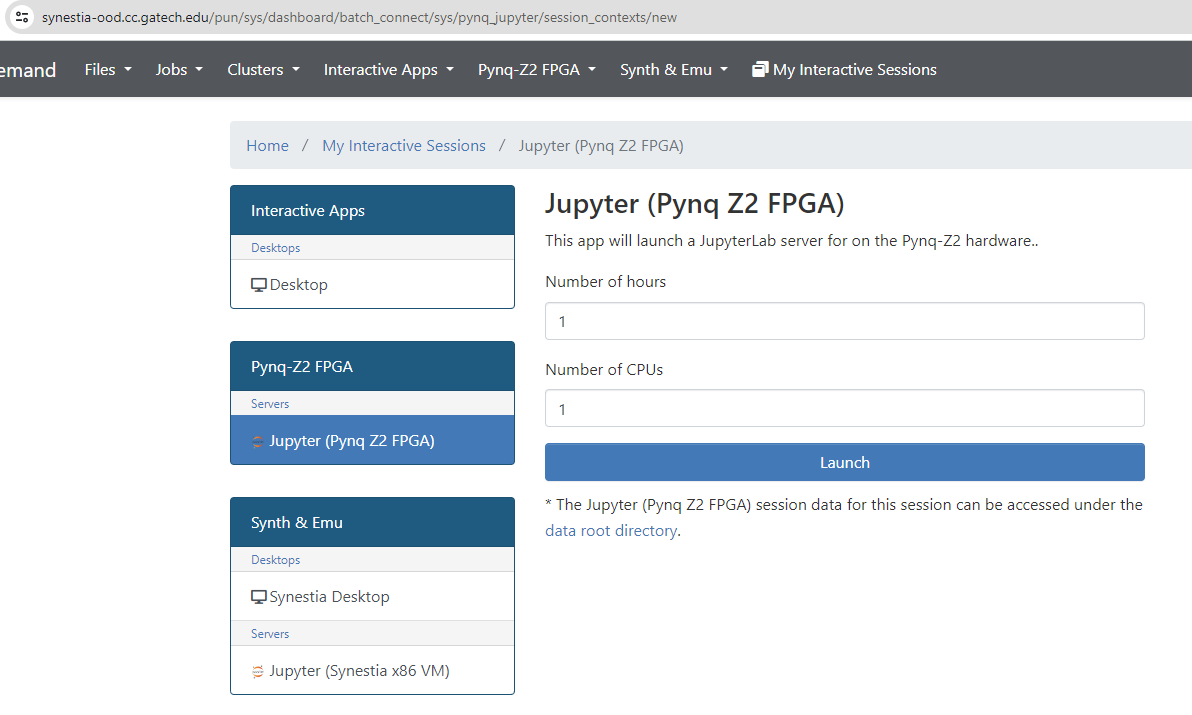 synestia-ood.cc.gatech.edu/pun/sys/dashboard/batch_connect/sys/pynq_jupyter/session_contexts/new
emand Files Jobs Clusters Interactive Apps Pynq-Z2 FPGA Synth & Emu My Interactive Sessions
Home / My Interactive Sessions / Jupyter (Pynq Z2 FPGA)
Interactive Apps
Desktops
Desktop
Pynq-Z2 FPGA
Servers
Jupyter (Pynq Z2 FPGA)
Synth & Emu
Desktops
Synestia Desktop
Servers
Jupyter (Synestia x86 VM)
Jupyter (Pynq Z2 FPGA)
This app will launch a JupyterLab server for on the Pynq-Z2 hardware..
Number of hours
1
Number of CPUs
1
Launch
* The Jupyter (Pynq Z2 FPGA) session data for this session can be accessed under the
data root directory.